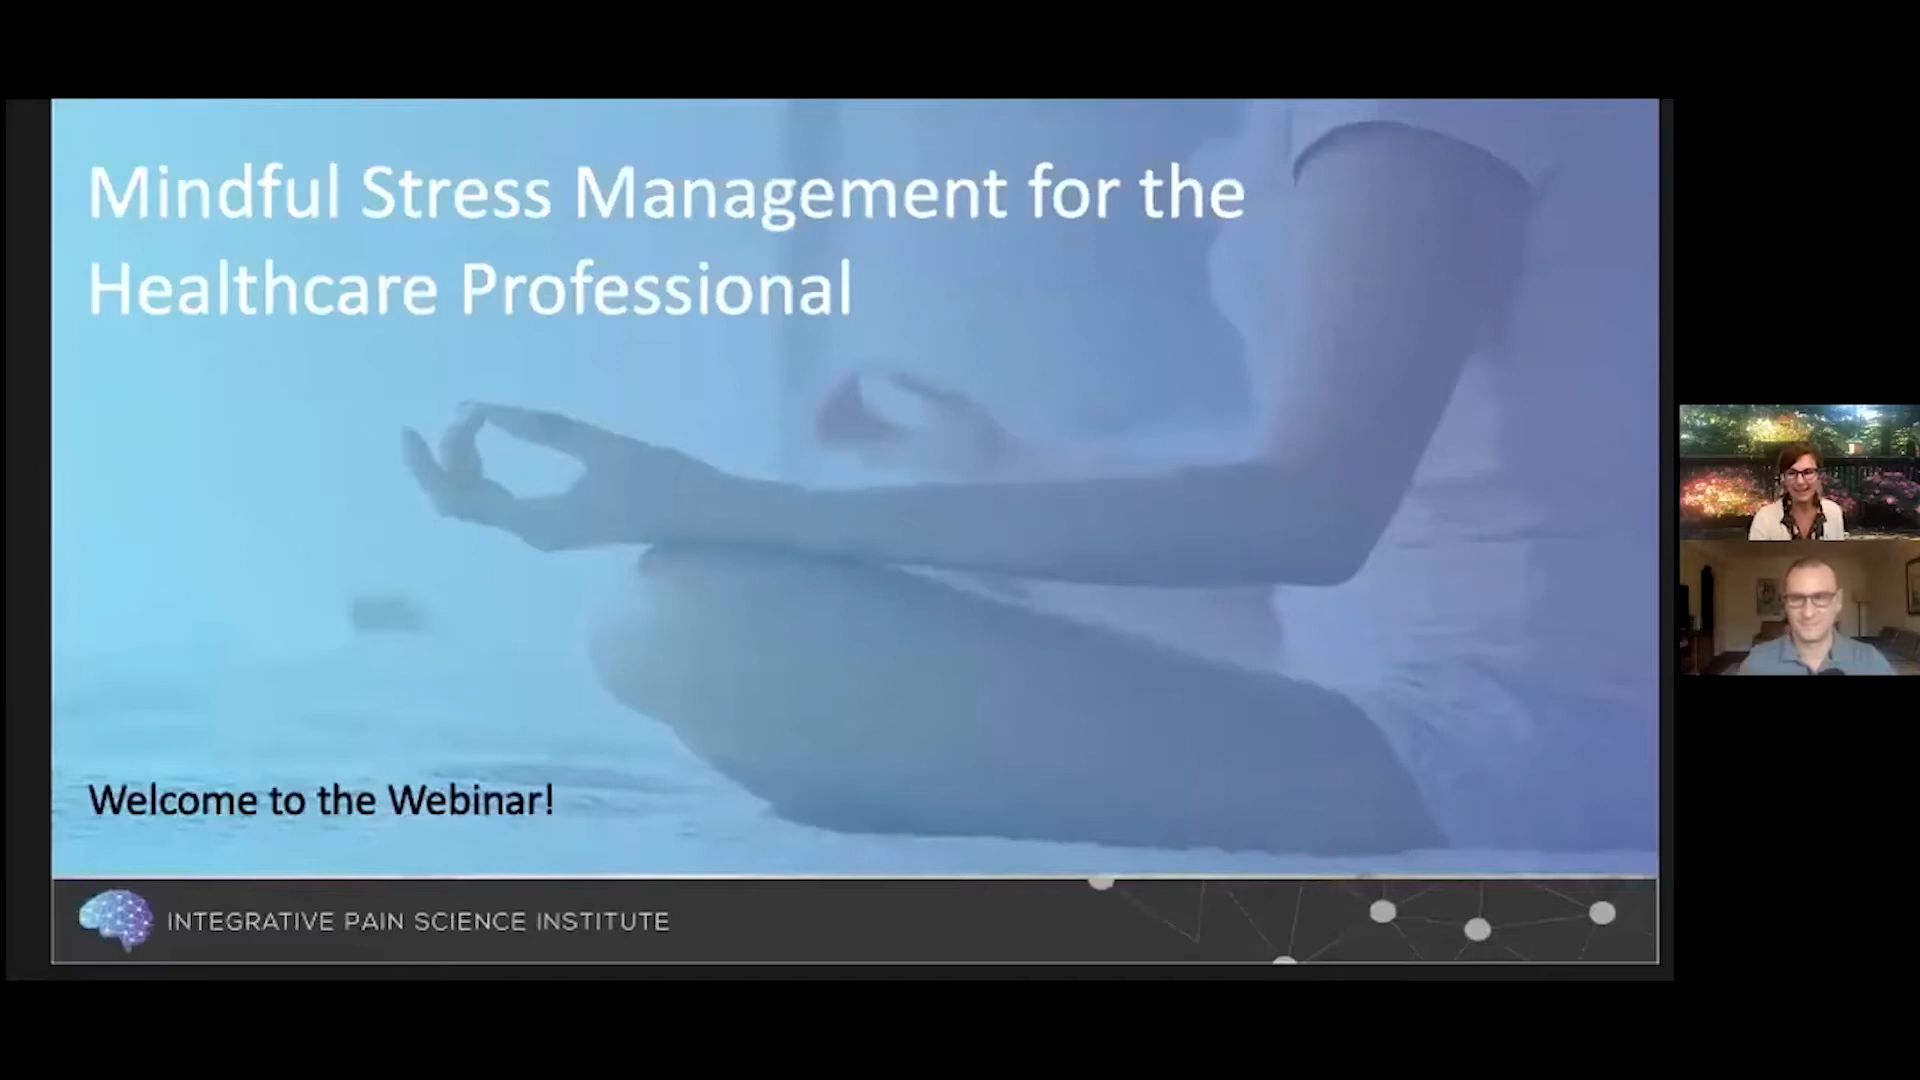 Mindful Stress Management for the
Healthcare Professional
Welcome to the Webinar!
INTEGRATIVE PAIN SCIENCE INSTITUTE